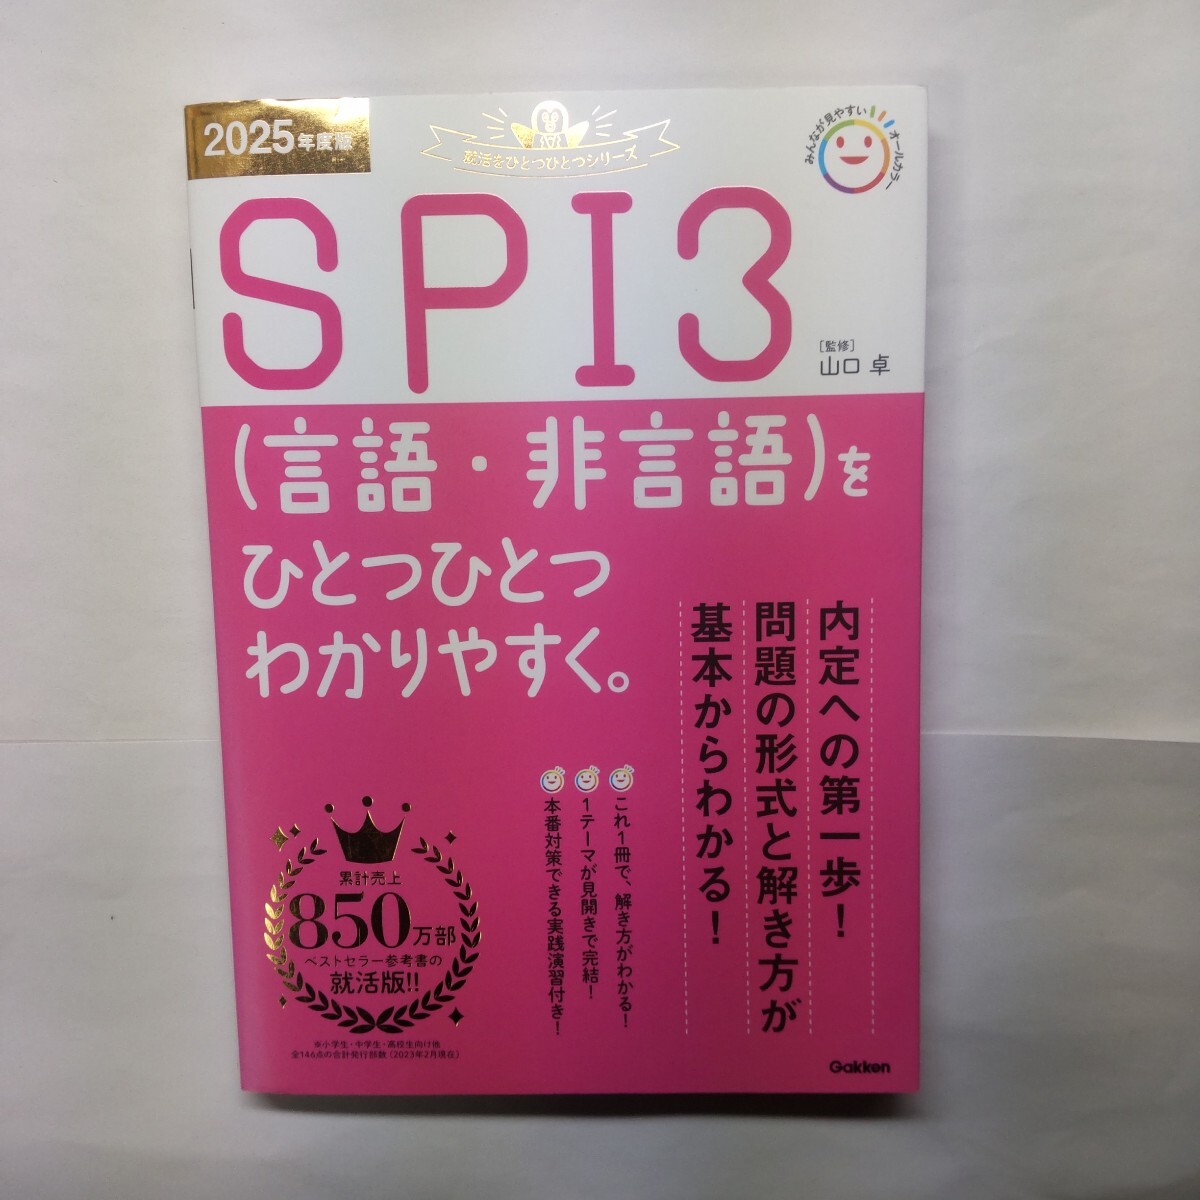 2025年度版
就活をひとつひとつシリーズ
みんなが見やすい
オールカラー
SPI3
[監修]
山口 卓
(言語・非言語)を
ひとつひとつ
わかりやすく。
内定への第一歩!
問題の形式と解き方が
基本からわかる!
これ1冊で、解き方がわかる!
1テーマが見開きで完結!
本番対策できる実践演習付き!
累計売上
850万部
ベストセラー参考書の
就活版!!
※小学生・中学生・高校生向け他
全146点の合計発行部数(2023年2月現在)
Gakken